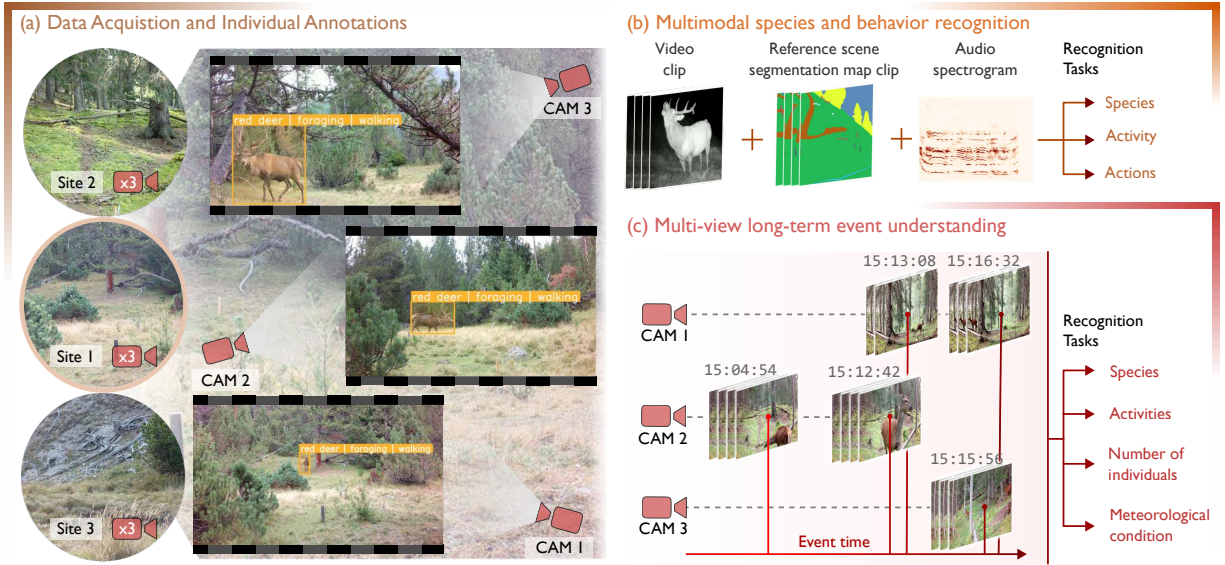 (a) Data Acquistion and Individual Annotations
Site 2
x3
red deer | foraging | walking
CAM 3
Site 1
x3
red deer | foraging | walking
CAM 2
Site 3
x3
red deer | foraging | walking
CAM 1
(b) Multimodal species and behavior recognition
Video
clip
Reference scene
segmentation map clip
Audio
spectrogram
Recognition
Tasks
Species
Activity
Actions
(c) Multi-view long-term event understanding
15:13:08
15:16:32
CAM 1
15:04:54
15:12:42
CAM 2
15:15:56
CAM 3
Event time
Recognition
Tasks
Species
Activities
Number of
individuals
Meteorological
condition